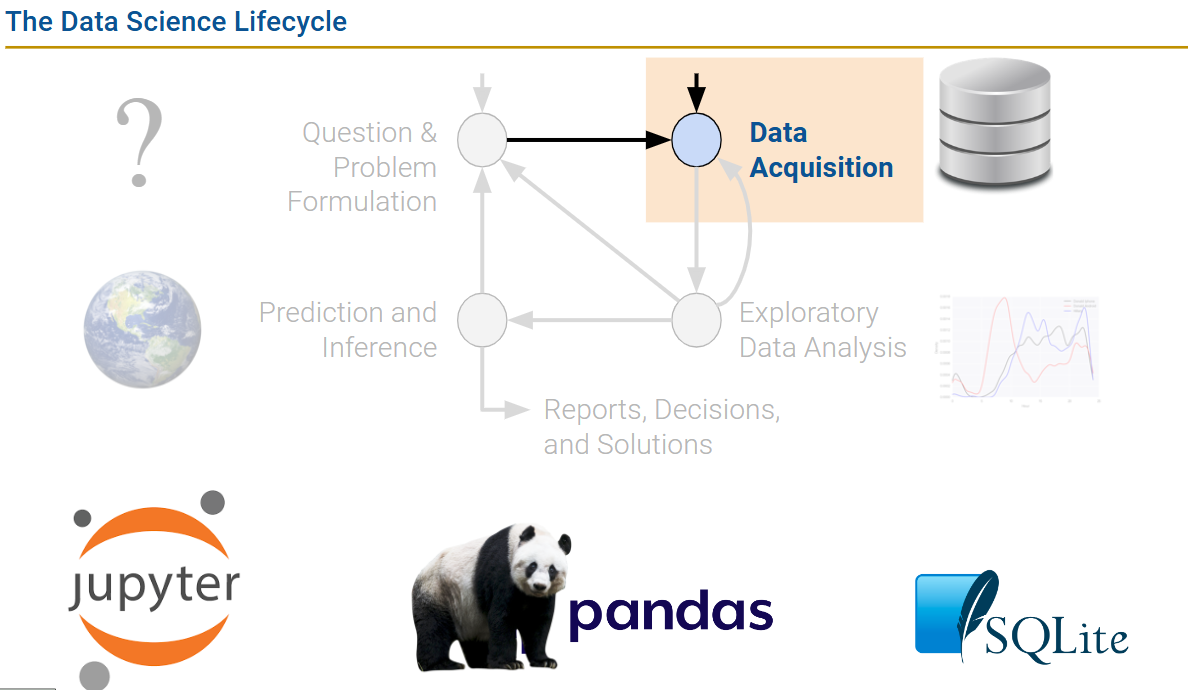 The Data Science Lifecycle
?
Question &
Problem
Formulation
Data
Acquisition
Prediction and
Inference
Exploratory
Data Analysis
Reports, Decisions,
and Solutions
jupyter
pandas
SQLite